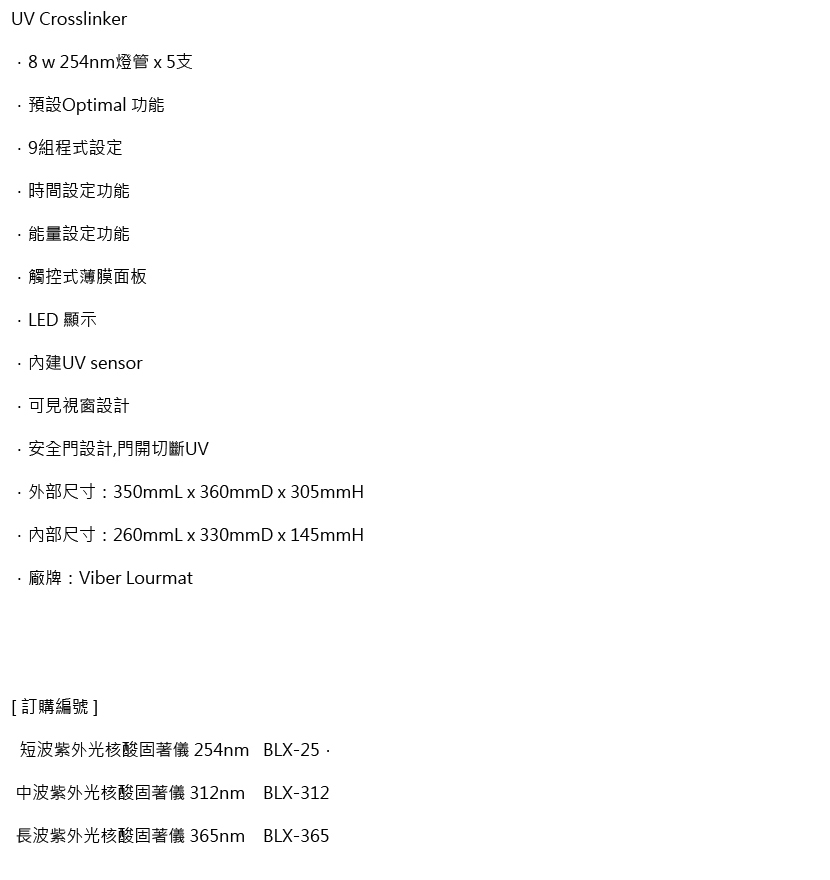 UV Crosslinker
．8 w 254nm燈管 x 5支
．預設Optimal 功能
．9組程式設定
．時間設定功能
．能量設定功能
．觸控式薄膜面板
．LED 顯示
．內建UV sensor
．可見視窗設計
．安全門設計,門開切斷UV
．外部尺寸：350mmL x 360mmD x 305mmH
．內部尺寸：260mmL x 330mmD x 145mmH
．廠牌：Viber Lourmat
[ 訂購編號 ]
短波紫外光核酸固著儀 254nm BLX-25．
中波紫外光核酸固著儀 312nm BLX-312
長波紫外光核酸固著儀 365nm BLX-365